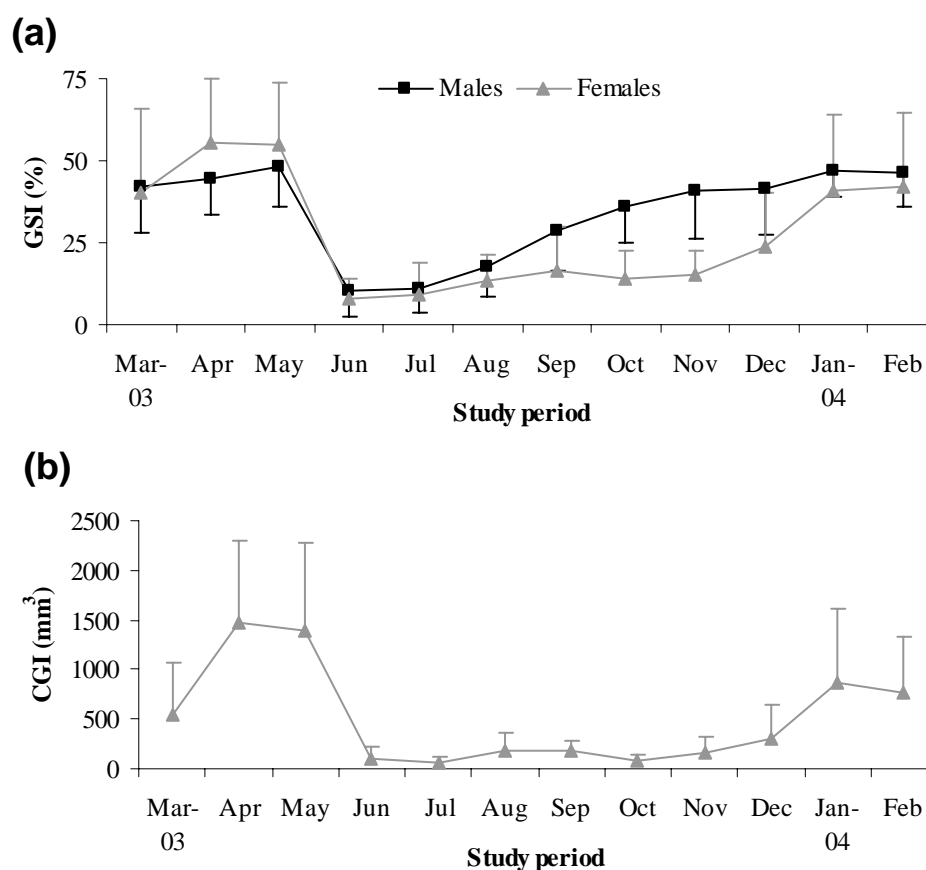 (a)
75
50
25
0
GSI (%)
Males Females
Mar-03 Apr May Jun Jul Aug Sep Oct Nov Dec Jan-04 Feb
Study period
(b)
2500
2000
1500
1000
500
0
CGI (mm³)
Mar-03 Apr May Jun Jul Aug Sep Oct Nov Dec Jan-04 Feb
Study period